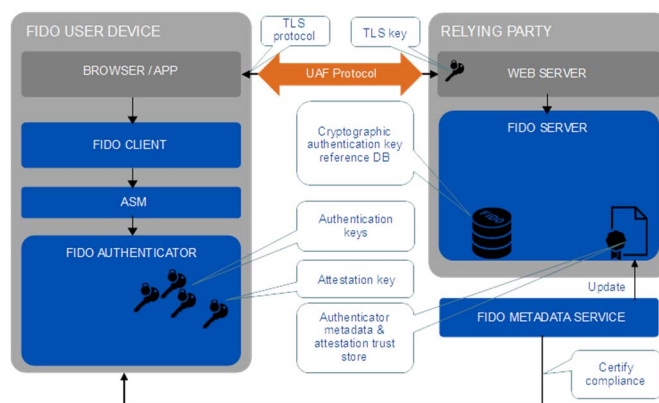 FIDO USER DEVICE
BROWSER / APP
FIDO CLIENT
ASM
FIDO AUTHENTICATOR
TLS
protocol
TLS key
UAF Protocol
RELYING PARTY
WEB SERVER
FIDO SERVER
Cryptographic
authentication key
reference DB
FIDO
Authentication
keys
Attestation key
Authenticator
metadata &
attestation trust
store
Update
FIDO METADATA SERVICE
Certify
compliance